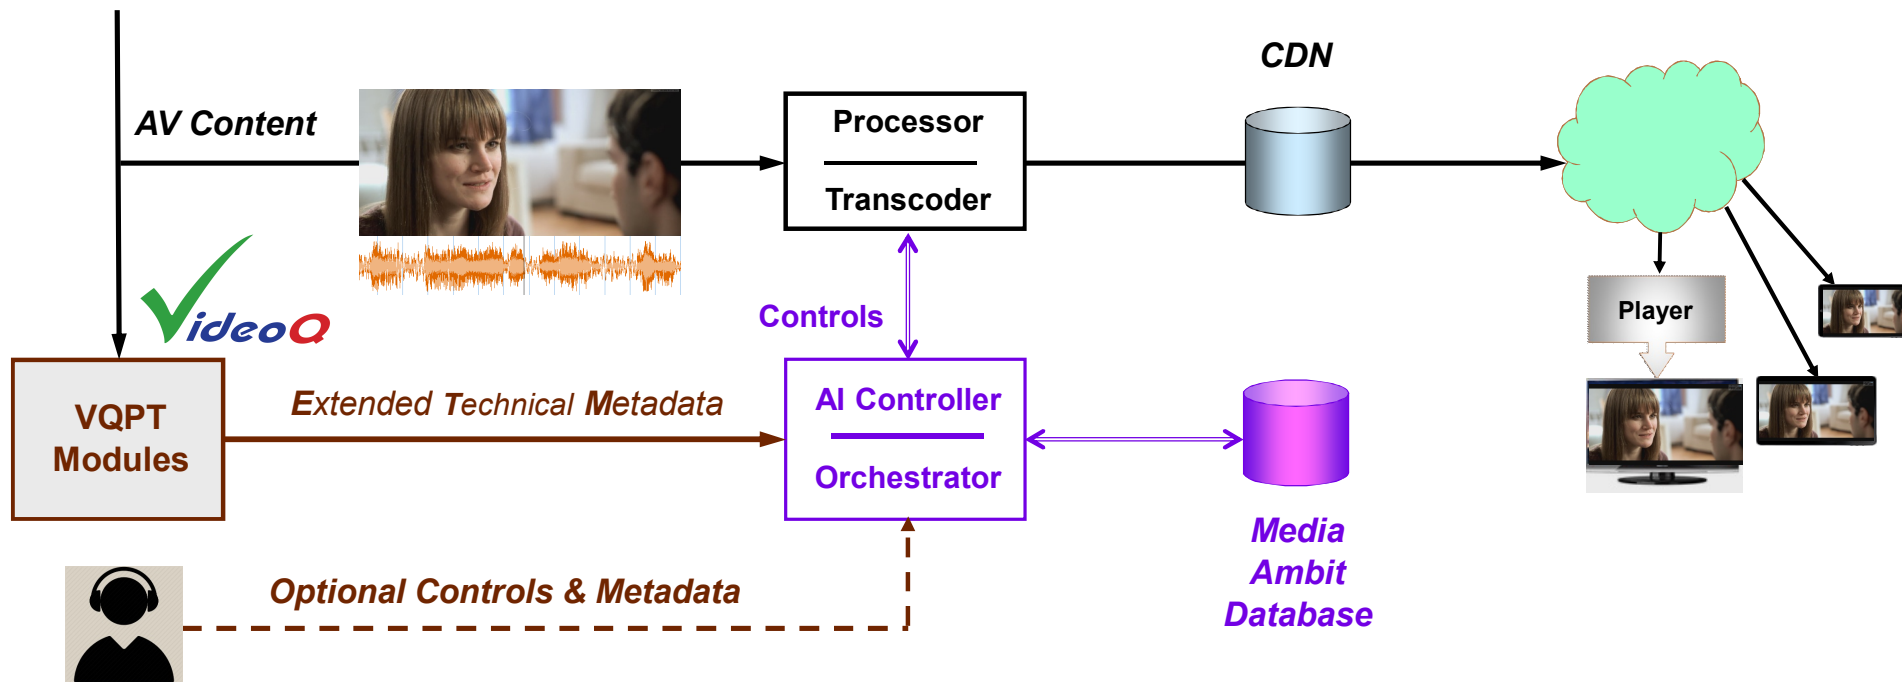 CDN
AV Content
Processor
Transcoder
VideoQ
Controls
Player
VQPT
Modules
Extended Technical Metadata
AI Controller
Orchestrator
Optional Controls & Metadata
Media
Ambit
Database